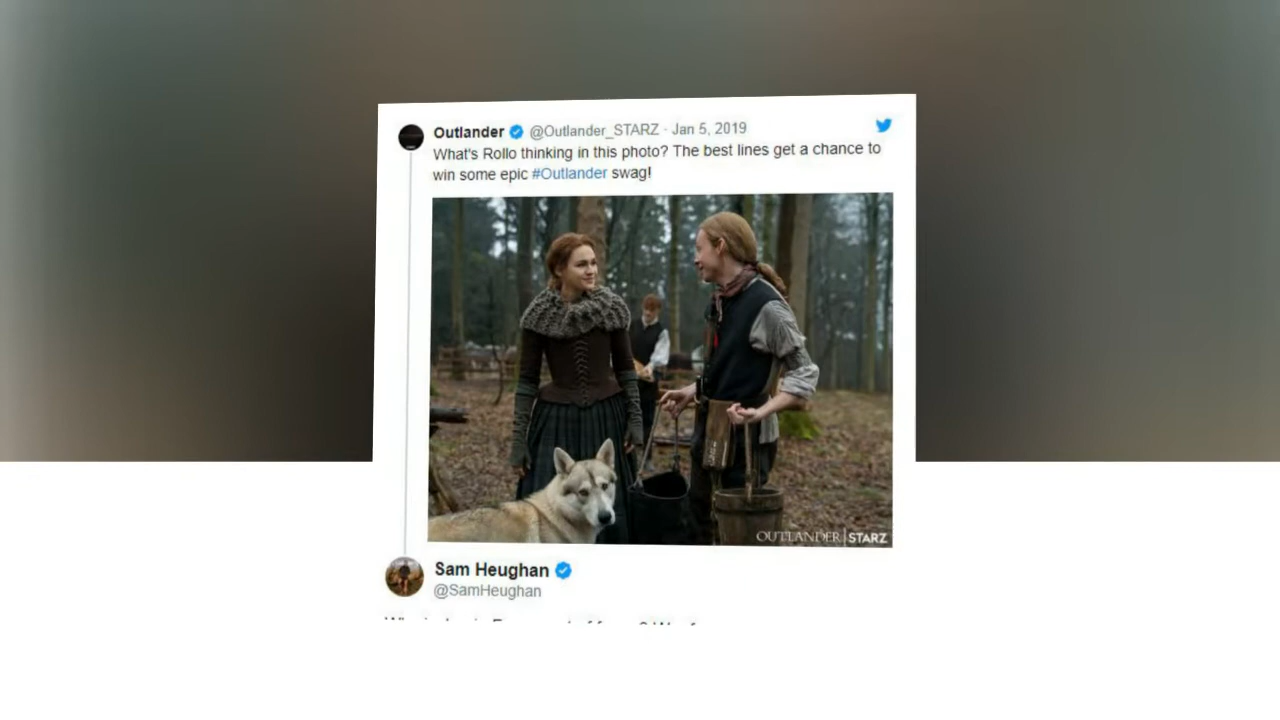 Outlander @Outlander_STARZ · Jan 5, 2019
What's Rollo thinking in this photo? The best lines get a chance to
win some epic #Outlander swag!
OUTLANDER | STARZ
Sam Heughan
@SamHeughan